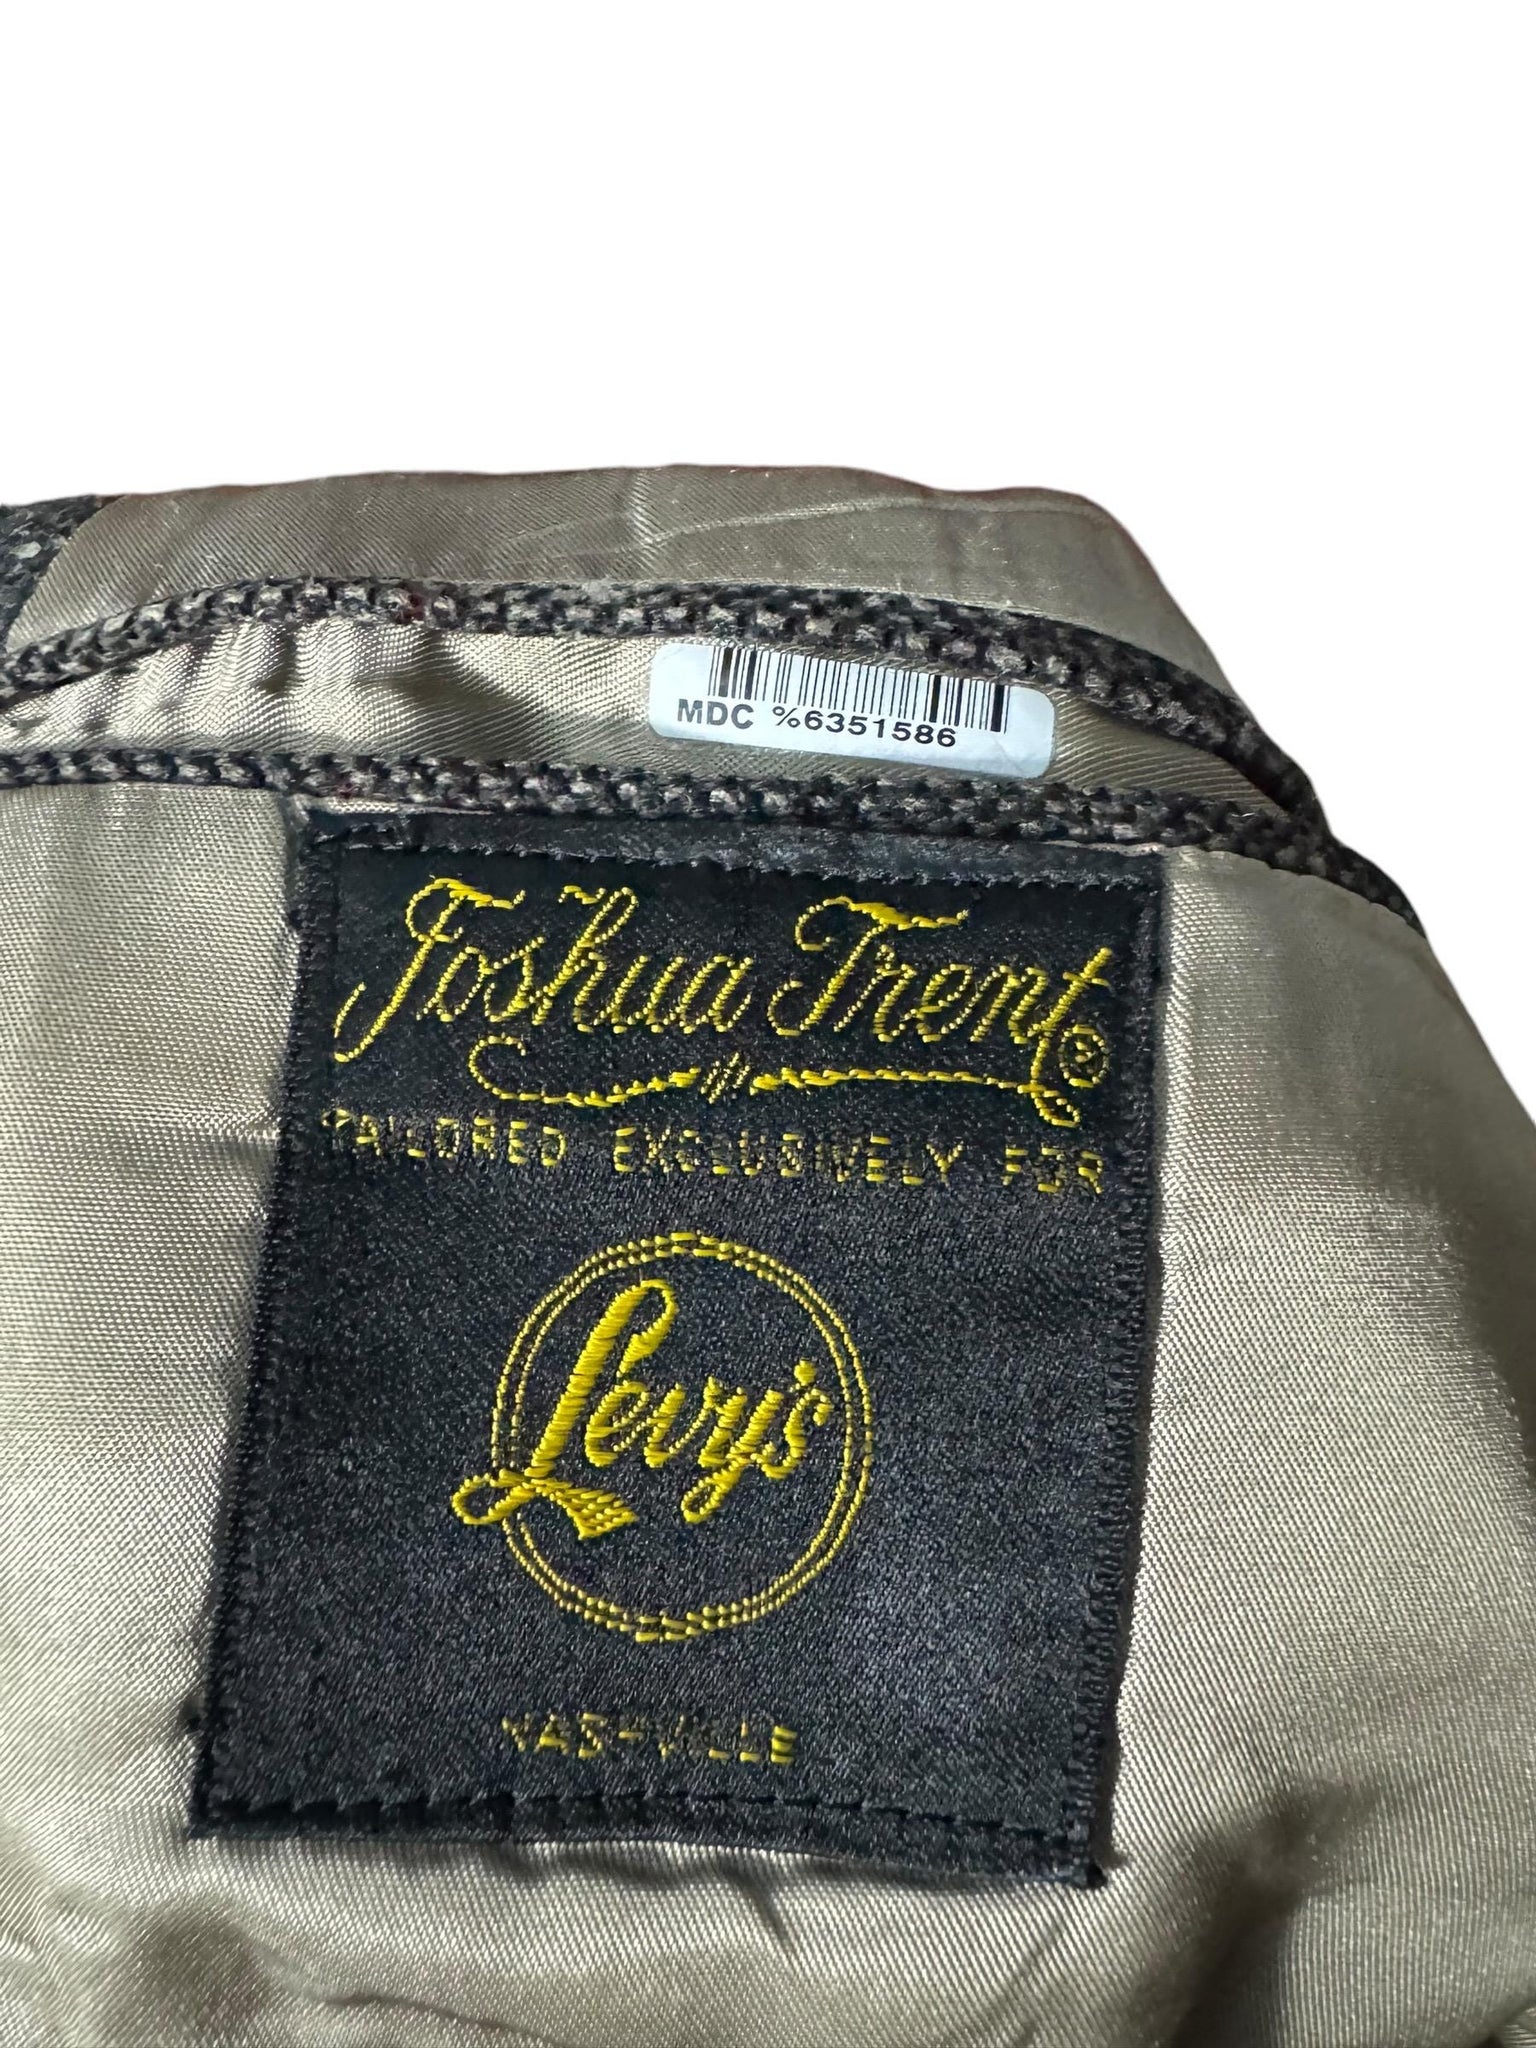 MDC %6351586
Joshua Trent®
TAILORED EXCLUSIVELY FOR
Levy's
NASHVILLE